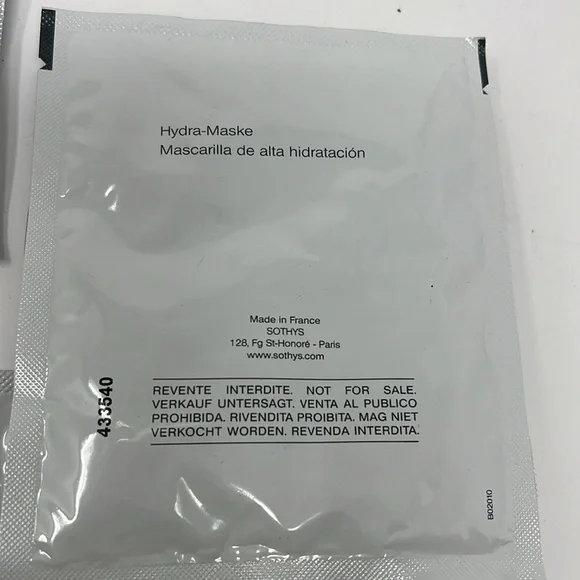 Hydra-Maske
Mascarilla de alta hidratación
Made in France
SOTHYS
128, Fg St-Honoré - Paris
www.sothys.com
REVENTE INTERDITE. NOT FOR SALE.
VERKAUF UNTERSAGT. VENTA AL PUBLICO
PROHIBIDA. RIVENDITA PROIBITA. MAG NIET
VERKOCHT WORDEN. REVENDA INTERDITA.
433540
B02010